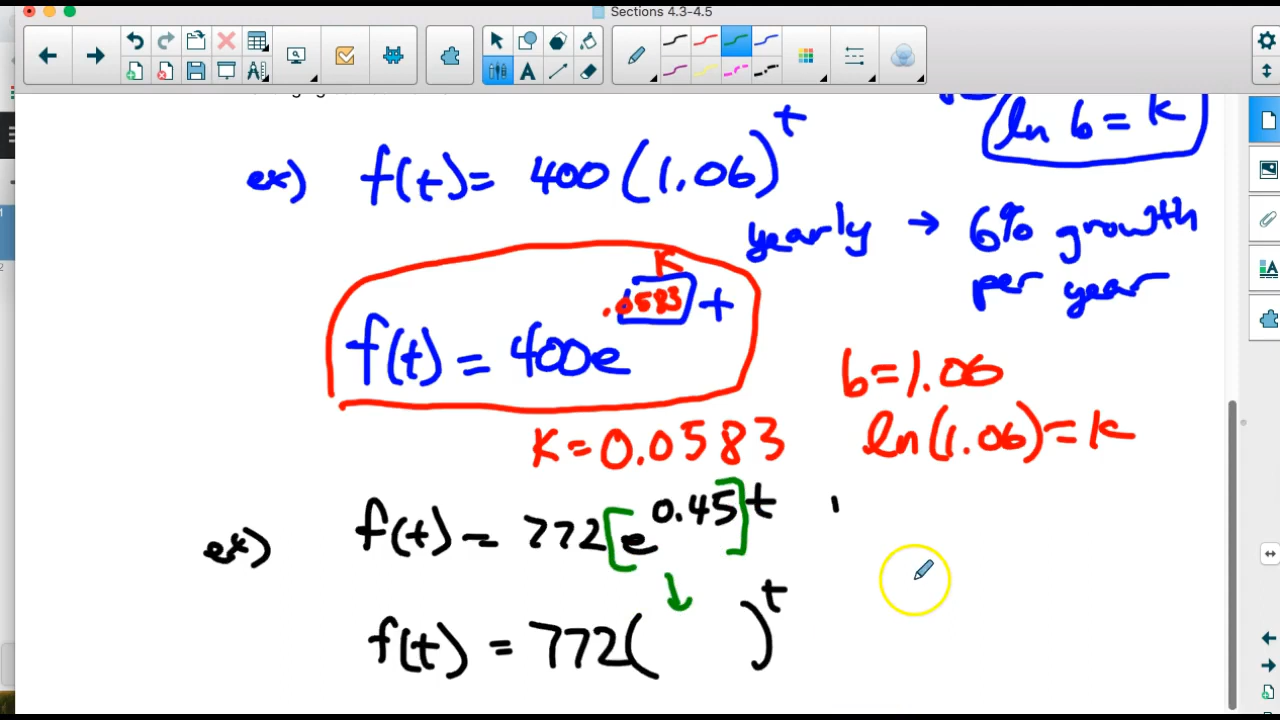 Sections 4.3-4.5
ln b = k
ex) f(t) = 400 (1.06)^t
yearly → 6% growth
per year
K
.0583 t
f(t) = 400e
b = 1.06
K = 0.0583
ln(1.06) = k
ex) f(t) = 772 [e^0.45]^t
f(t) = 772 ( )^t